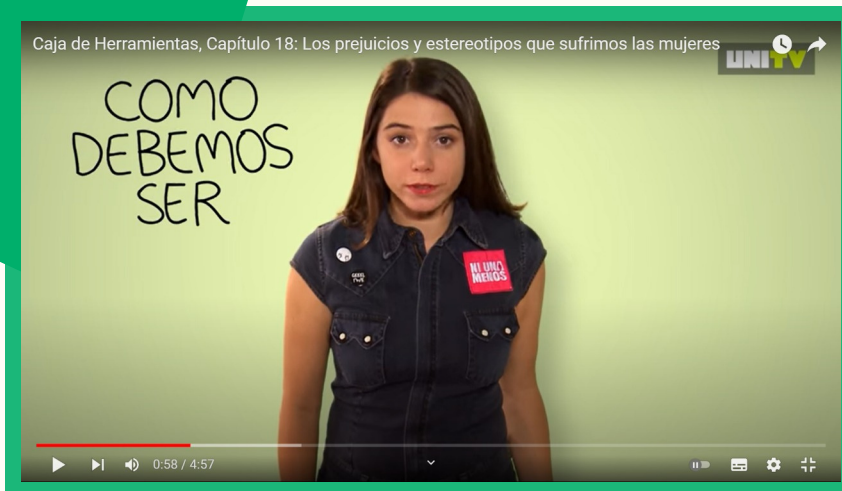 Caja de Herramientas, Capítulo 18: Los prejuicios y estereotipos que sufrimos las mujeres
UNITV
COMO
DEBEMOS
SER
NI UNA
MENOS
0:58 / 4:57